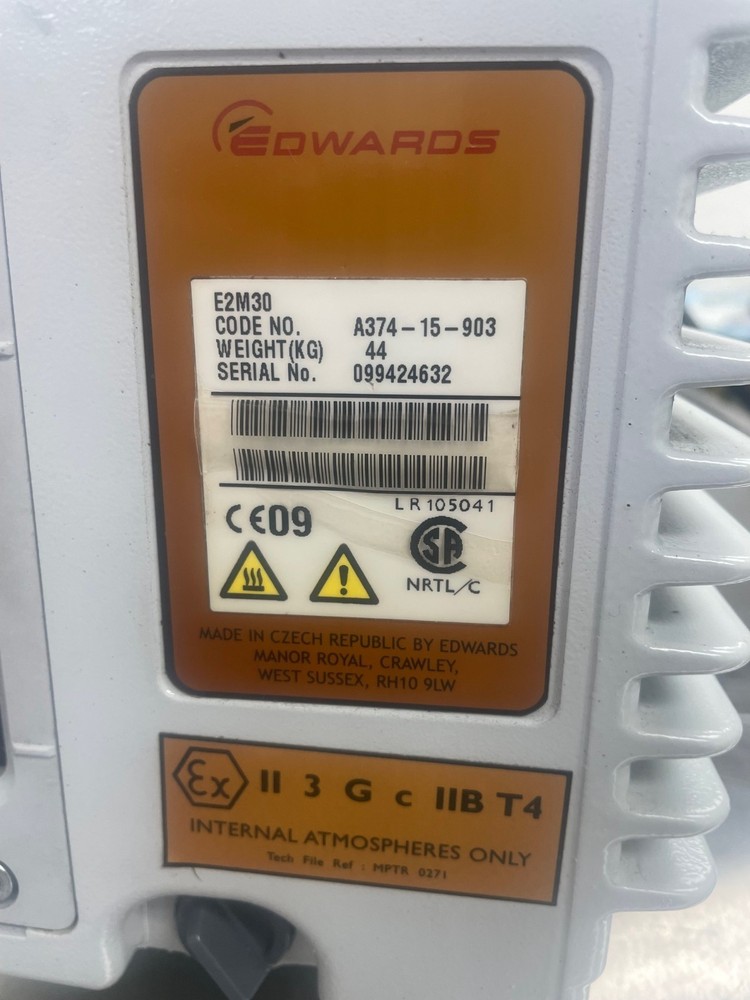 EDWARDS
E2M30
CODE NO. A374-15-903
WEIGHT(KG) 44
SERIAL No. 099424632
LR105041
CE09
SA
NRTL/C
MADE IN CZECH REPUBLIC BY EDWARDS
MANOR ROYAL, CRAWLEY,
WEST SUSSEX, RH10 9LW
Ex II 3 G c IIB T4
INTERNAL ATMOSPHERES ONLY
Tech File Ref : MPTR 0271